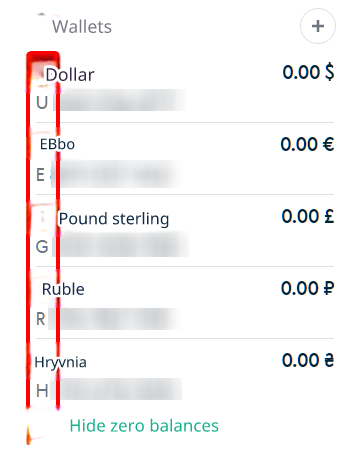 Wallets
+
Dollar
0.00 $
U
EBbo
0.00 €
E
Pound sterling
0.00 £
G
Ruble
0.00 ₽
R
Hryvnia
0.00 ₴
H
Hide zero balances